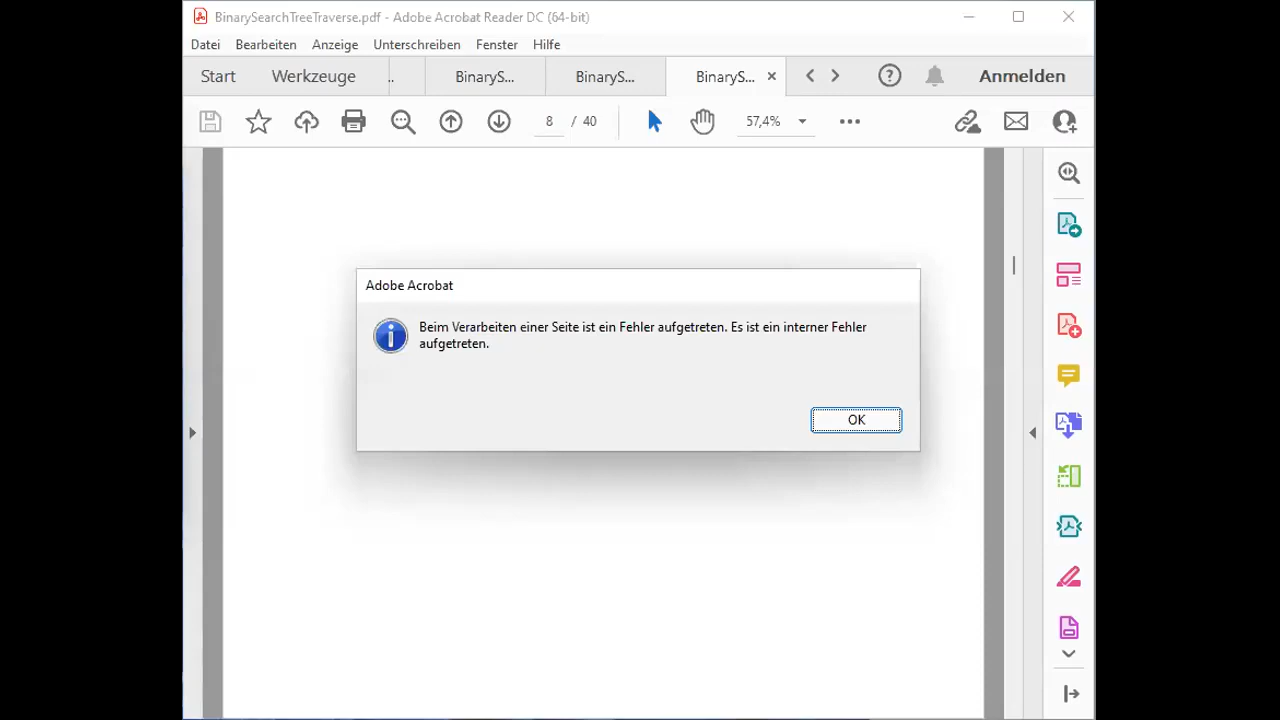 BinarySearchTreeTraverse.pdf - Adobe Acrobat Reader DC (64-bit)
Datei Bearbeiten Anzeige Unterschreiben Fenster Hilfe
Start Werkzeuge .. BinaryS... BinaryS... BinaryS... Anmelden
8 / 40 57,4%
Adobe Acrobat
Beim Verarbeiten einer Seite ist ein Fehler aufgetreten. Es ist ein interner Fehler
aufgetreten.
OK